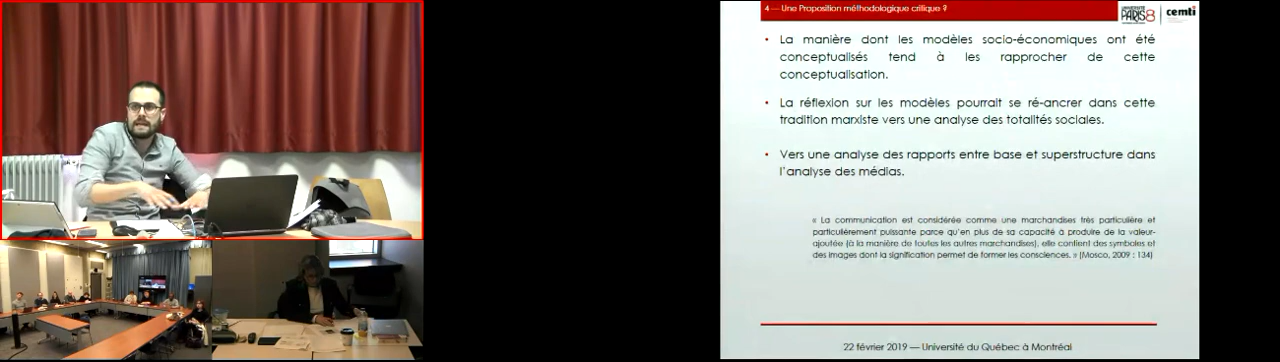 4 — Une Proposition méthodologique critique ?
UNIVERSITÉ
PARIS8
cemti
• La manière dont les modèles socio-économiques ont été
conceptualisés tend à les rapprocher de cette
conceptualisation.
• La réflexion sur les modèles pourrait se ré-ancrer dans cette
tradition marxiste vers une analyse des totalités sociales.
• Vers une analyse des rapports entre base et superstructure dans
l'analyse des médias.
« La communication est considérée comme une marchandises très particulière et
particulièrement puissante parce qu'en plus de sa capacité à produire de la valeur-
ajoutée (à la manière de toutes les autres marchandises), elle contient des symboles et
des images dont la signification permet de former les consciences. » (Mosco, 2009 : 134)
22 février 2019 — Université du Québec à Montréal